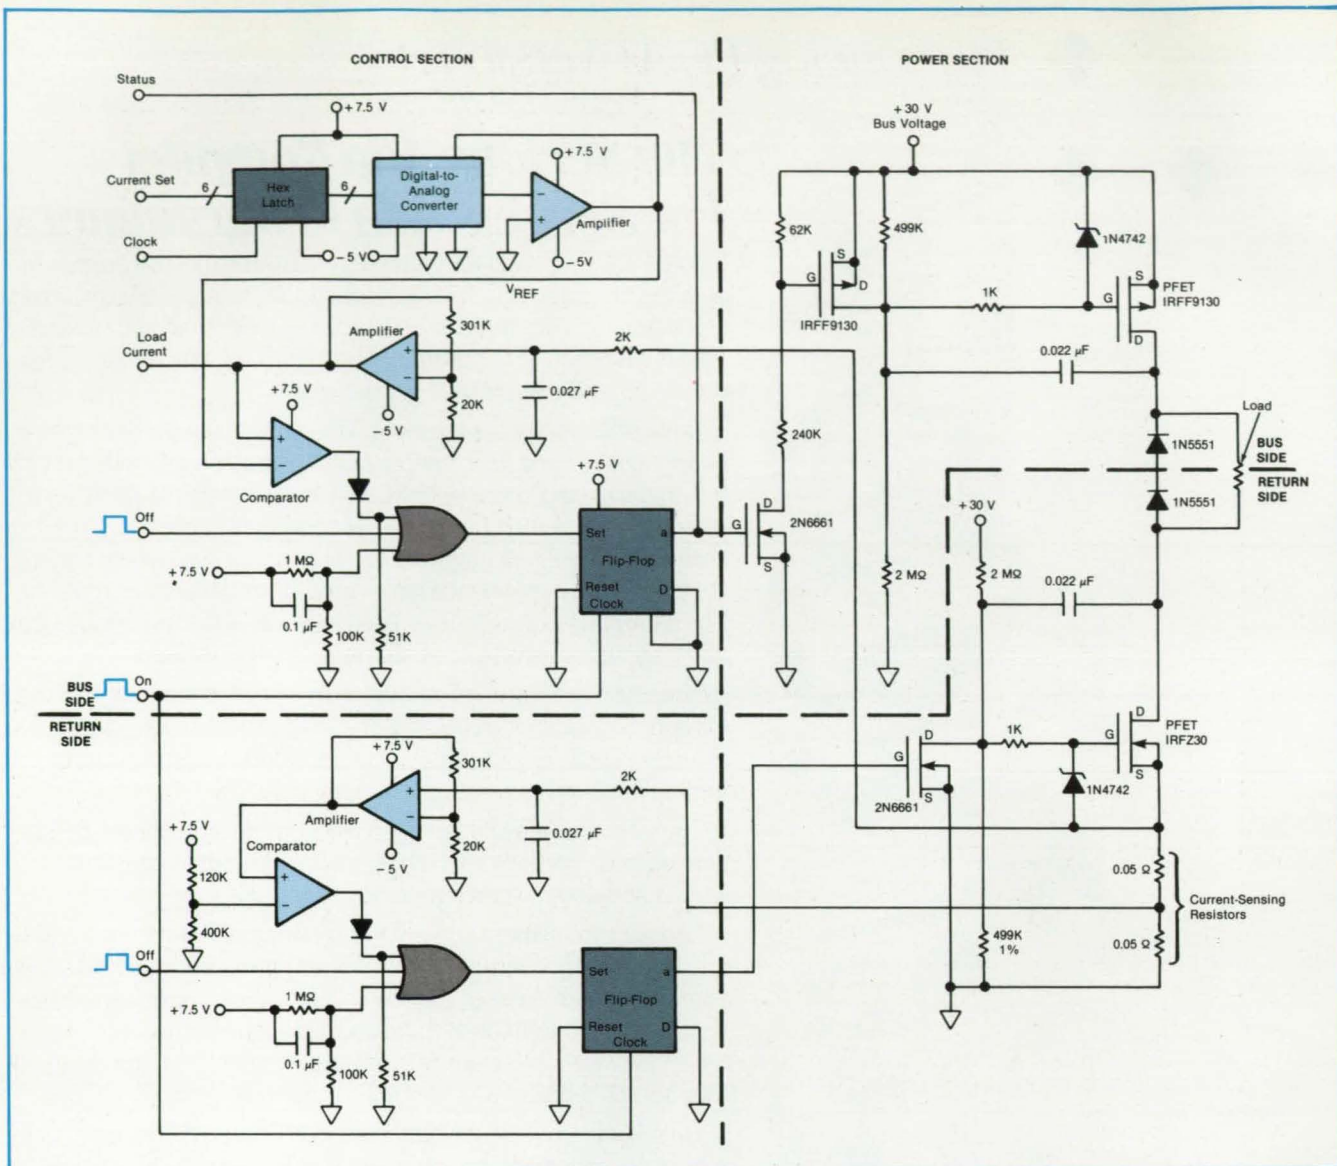 CONTROL SECTION
POWER SECTION
Status
+7.5 V
+30 V
Bus Voltage
Current Set
6
Hex
Latch
6
Digital-to-
Analog
Converter
+7.5 V
−
+
Amplifier
Clock
−5 V
−5V
VREF
62K
499K
1N4742
G
S
D
IRFF9130
1K
G
S
D
PFET
IRFF9130
Load
Current
Amplifier
+
−
301K
20K
2K
0.027 µF
−5 V
0.022 µF
+7.5 V
+
−
Comparator
240K
1N5551
Load
BUS
SIDE
RETURN
SIDE
1N5551
+7.5 V
+30 V
Off
Set
a
Flip-Flop
Reset
D
Clock
G
D
S
2N6661
+7.5 V
1 MΩ
0.1 µF
100K
51K
2 MΩ
2 MΩ
0.022 µF
BUS
SIDE
On
RETURN
SIDE
+7.5 V
301K
+
−
Amplifier
20K
−5 V
2K
0.027 µF
G
D
S
2N6661
1K
G
D
S
PFET
IRFZ30
1N4742
+7.5 V
Comparator
+
−
120K
400K
0.05 Ω
Current-Sensing
Resistors
0.05 Ω
499K
1%
Off
Set
a
Flip-Flop
Reset
D
Clock
+7.5 V
1 MΩ
0.1 µF
100K
51K